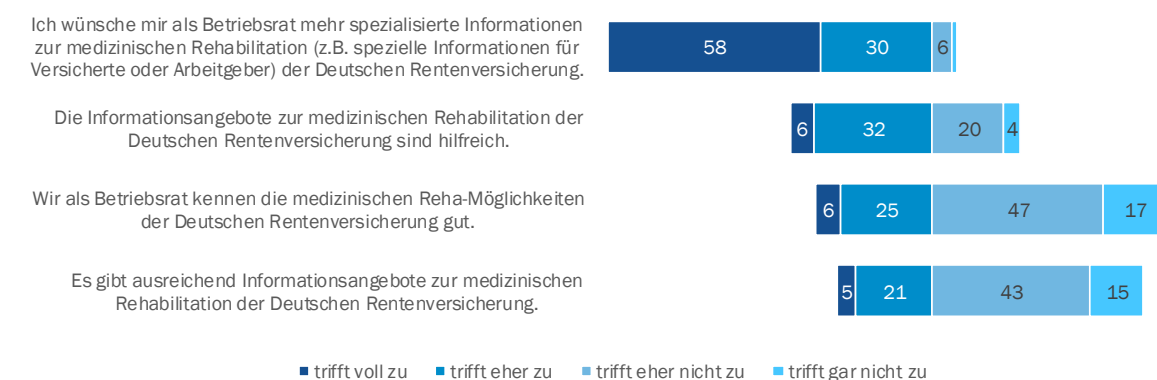 Ich wünsche mir als Betriebsrat mehr spezialisierte Informationen
zur medizinischen Rehabilitation (z.B. spezielle Informationen für
Versicherte oder Arbeitgeber) der Deutschen Rentenversicherung.
58 30 6
Die Informationsangebote zur medizinischen Rehabilitation der
Deutschen Rentenversicherung sind hilfreich.
6 32 20 4
Wir als Betriebsrat kennen die medizinischen Reha-Möglichkeiten
der Deutschen Rentenversicherung gut.
6 25 47 17
Es gibt ausreichend Informationsangebote zur medizinischen
Rehabilitation der Deutschen Rentenversicherung.
5 21 43 15
trifft voll zu trifft eher zu trifft eher nicht zu trifft gar nicht zu